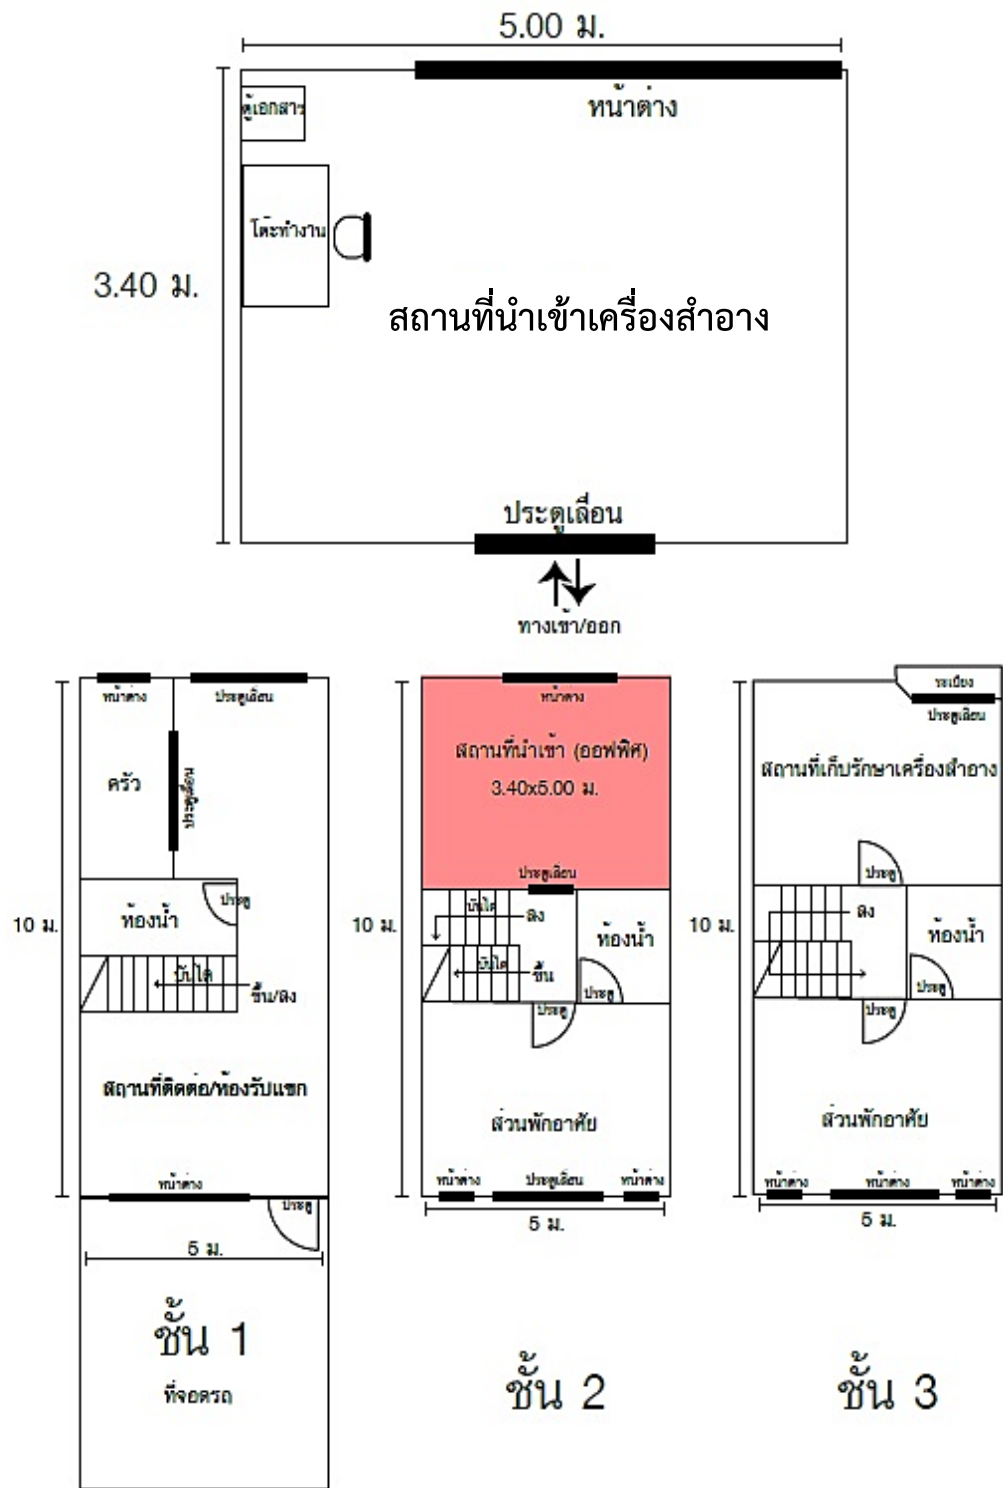 5.00 ม.
หน้าต่าง
ตู้เอกสาร
โต๊ะทำงาน
3.40 ม.
สถานที่นำเข้าเครื่องสำอาง
ประตูเลื่อน
ทางเข้า/ออก
หน้าต่าง
ประตูเลื่อน
ครัว
ประตูเลื่อน
10 ม.
ห้องน้ำ
ประตู
บันได
ขึ้น/ลง
สถานที่ติดต่อ/ห้องรับแขก
หน้าต่าง
ประตู
5 ม.
ชั้น 1
ที่จอดรถ
หน้าต่าง
สถานที่นำเข้า (ออฟฟิศ)
3.40x5.00 ม.
ประตูเลื่อน
10 ม.
บันได
ลง
ห้องน้ำ
บันได
ขึ้น
ประตู
ประตู
ส่วนพักอาศัย
หน้าต่าง
ประตูเลื่อน
หน้าต่าง
5 ม.
ชั้น 2
ระเบียง
ประตูเลื่อน
สถานที่เก็บรักษาเครื่องสำอาง
ประตู
10 ม.
ลง
ห้องน้ำ
ประตู
ประตู
ส่วนพักอาศัย
หน้าต่าง
หน้าต่าง
หน้าต่าง
5 ม.
ชั้น 3